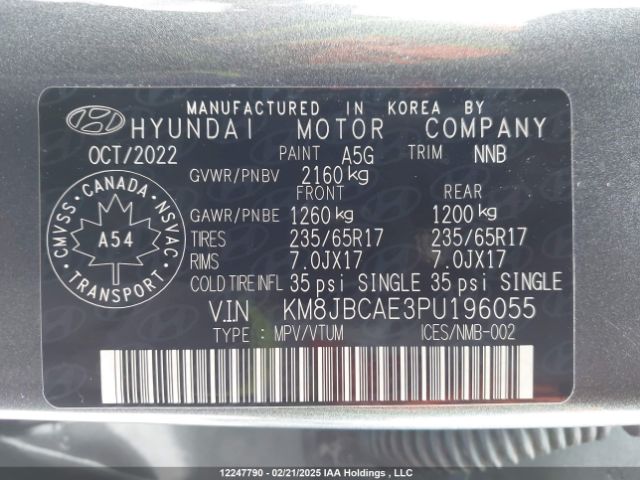 MANUFACTURED IN KOREA BY
HYUNDAI MOTOR COMPANY
OCT/2022 PAINT A5G TRIM NNB
GVWR/PNBV 2160 kg
FRONT REAR
GAWR/PNBE 1260 kg 1200 kg
TIRES 235/65R17 235/65R17
RIMS 7.0JX17 7.0JX17
COLD TIRE INFL 35 psi SINGLE 35 psi SINGLE
CANADA
CMVSS NSVAC
A54
TRANSPORT
V.I.N KM8JBCAE3PU196055
TYPE : MPV/VTUM ICES/NMB-002
12247790 - 02/21/2025 IAA Holdings , LLC